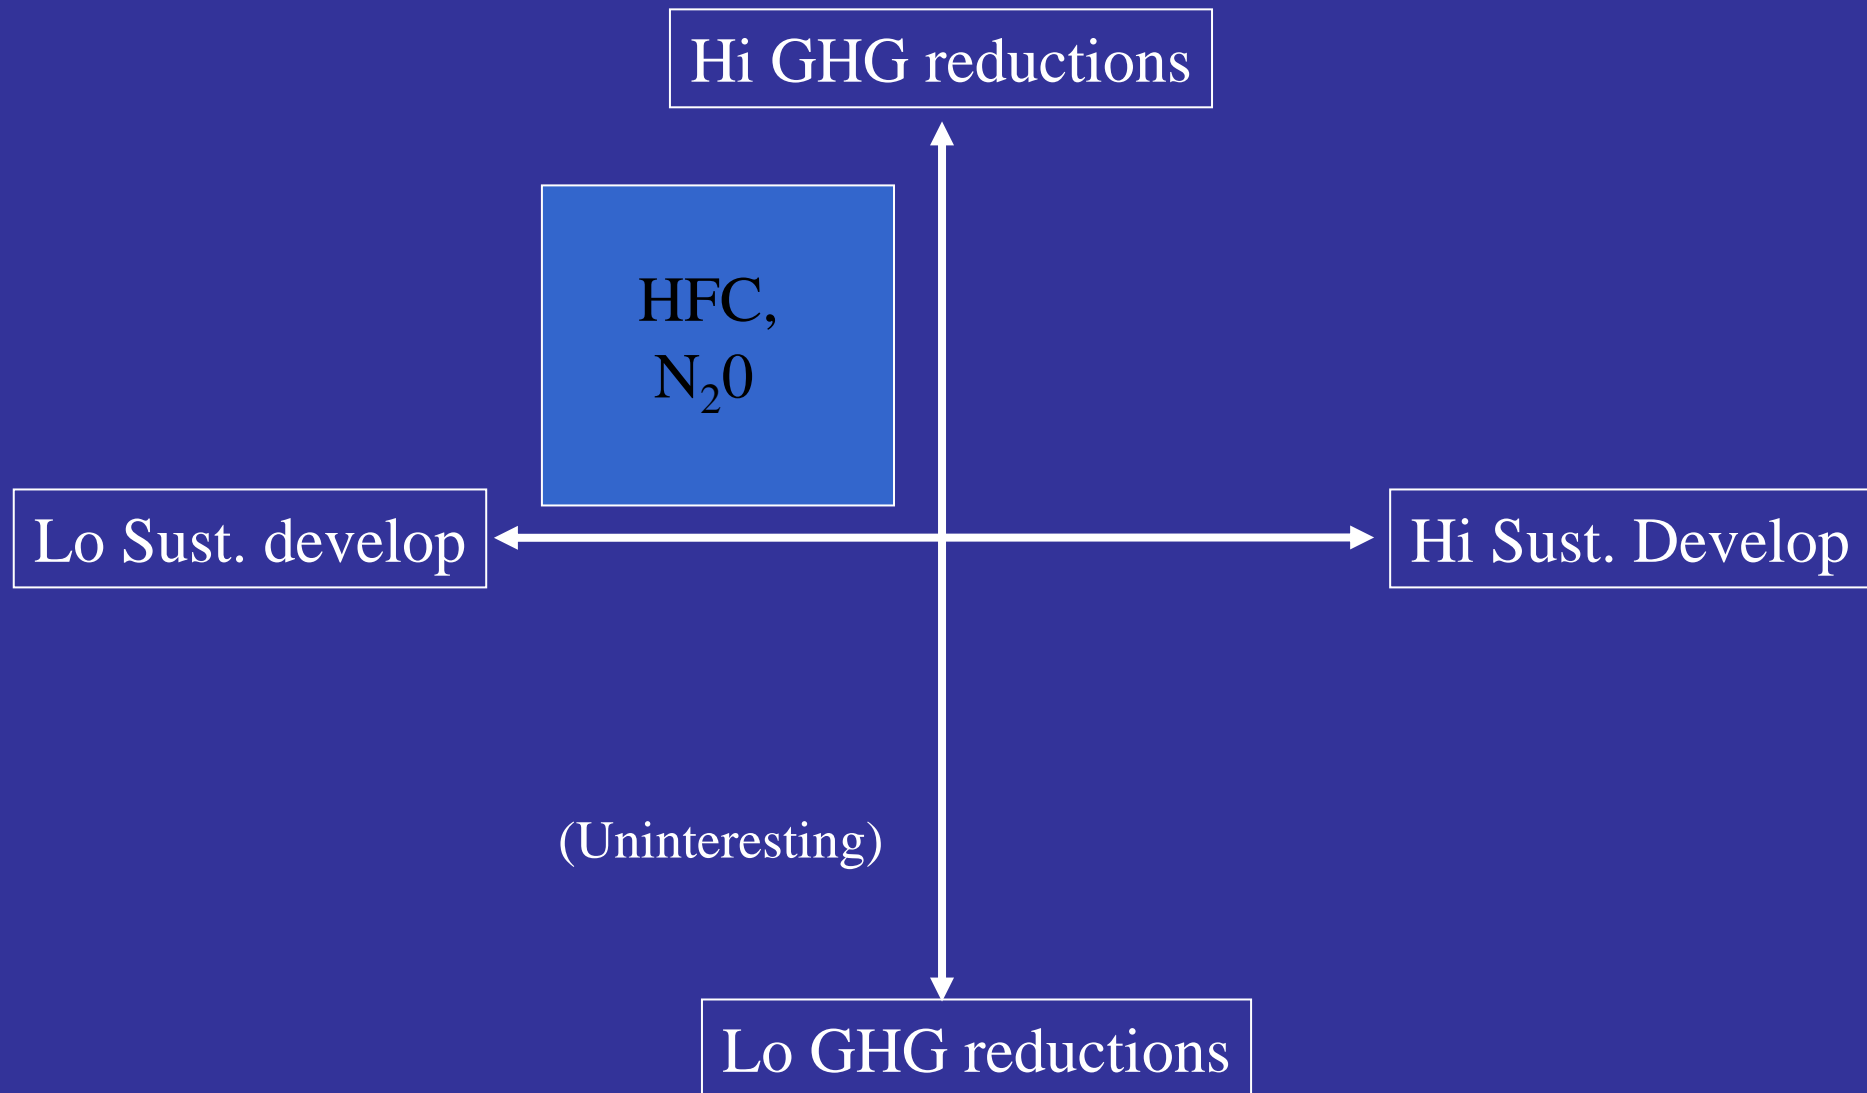 Hi GHG reductions
HFC,
N₂0
Lo Sust. develop
Hi Sust. Develop
(Uninteresting)
Lo GHG reductions